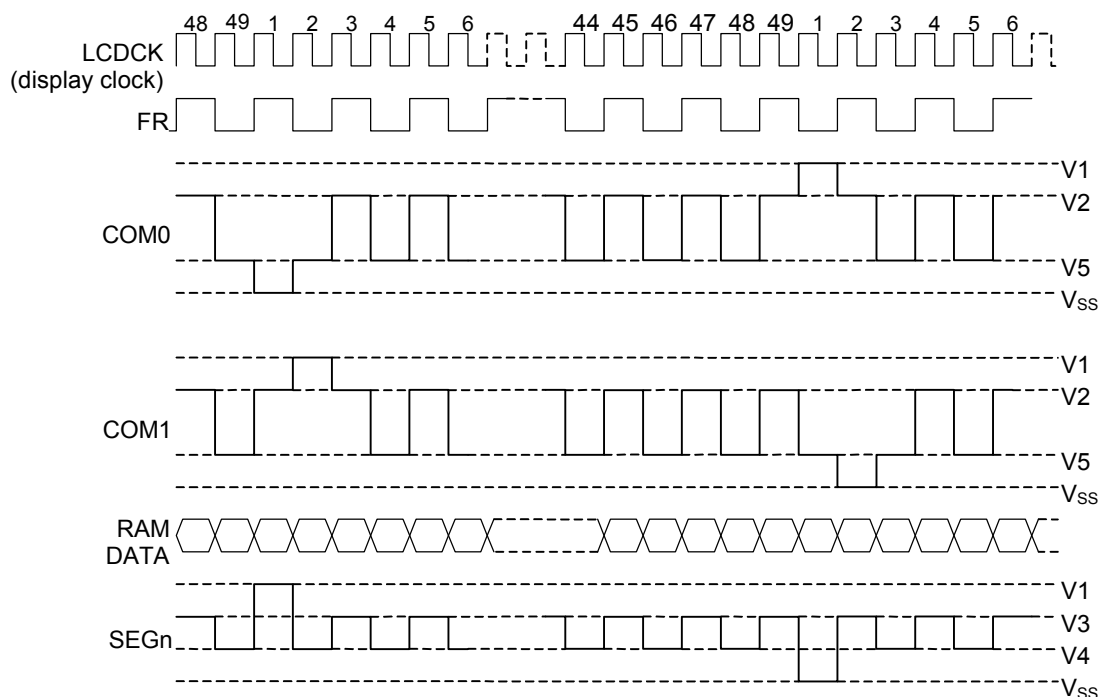 48 49 1 2 3 4 5 6 44 45 46 47 48 49 1 2 3 4 5 6
LCDCK
(display clock)
FR
V1
V2
COM0
V5
VSS
V1
V2
COM1
V5
VSS
RAM
DATA
V1
V3
SEGn
V4
VSS